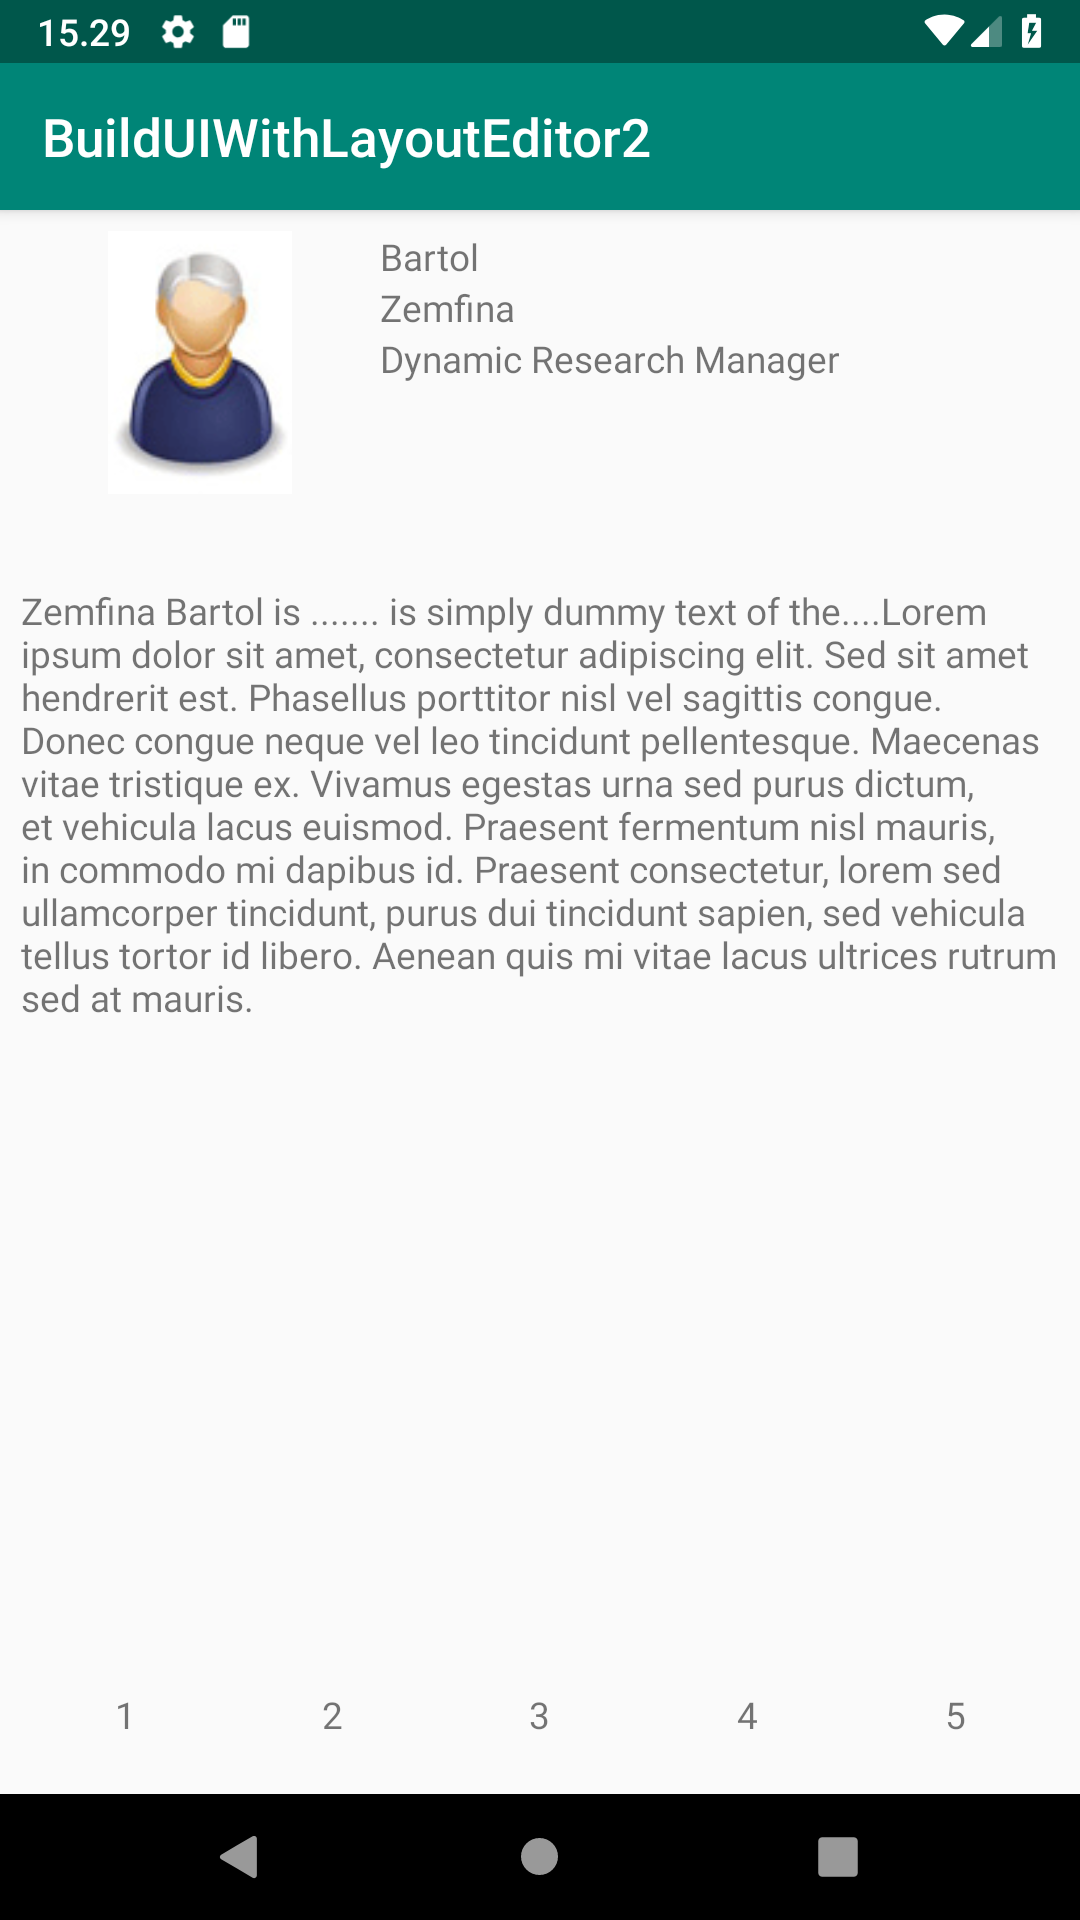 15.29
BuildUIWithLayoutEditor2
Bartol
Zemfina
Dynamic Research Manager
Zemfina Bartol is ....... is simply dummy text of the....Lorem
ipsum dolor sit amet, consectetur adipiscing elit. Sed sit amet
hendrerit est. Phasellus porttitor nisl vel sagittis congue.
Donec congue neque vel leo tincidunt pellentesque. Maecenas
vitae tristique ex. Vivamus egestas urna sed purus dictum,
et vehicula lacus euismod. Praesent fermentum nisl mauris,
in commodo mi dapibus id. Praesent consectetur, lorem sed
ullamcorper tincidunt, purus dui tincidunt sapien, sed vehicula
tellus tortor id libero. Aenean quis mi vitae lacus ultrices rutrum
sed at mauris.
1 2 3 4 5